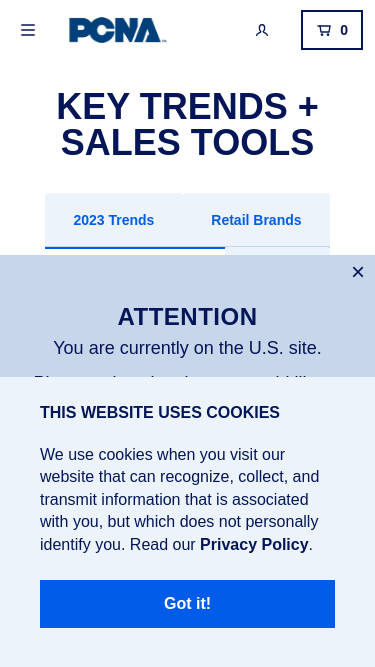 PCNA
0
KEY TRENDS +
SALES TOOLS
2023 Trends
Retail Brands
ATTENTION
You are currently on the U.S. site.
THIS WEBSITE USES COOKIES
We use cookies when you visit our
website that can recognize, collect, and
transmit information that is associated
with you, but which does not personally
identify you. Read our Privacy Policy.
Got it!